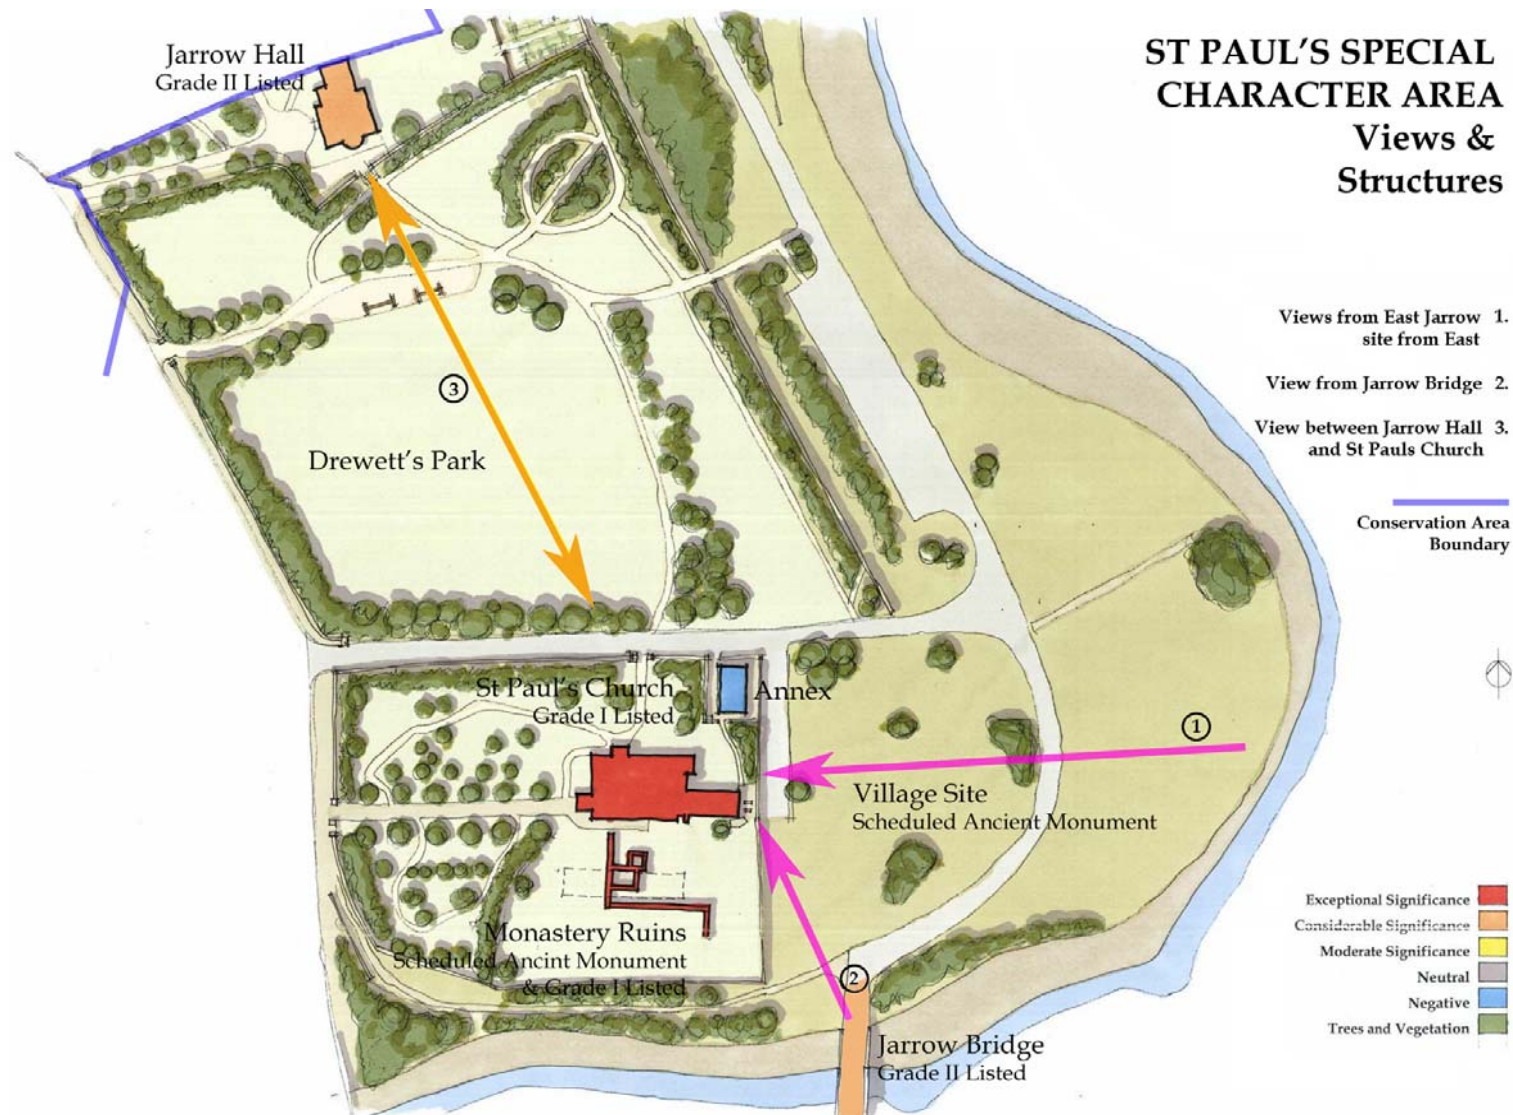 Jarrow Hall
Grade II Listed
ST PAUL'S SPECIAL
CHARACTER AREA
Views &
Structures
Views from East Jarrow 1.
site from East
View from Jarrow Bridge 2.
View between Jarrow Hall 3.
and St Pauls Church
Conservation Area
Boundary
3
Drewett's Park
St Paul's Church
Grade I Listed
Annex
1
Village Site
Scheduled Ancient Monument
Monastery Ruins
Scheduled Ancint Monument
& Grade I Listed
2
Jarrow Bridge
Grade II Listed
Exceptional Significance
Considerable Significance
Moderate Significance
Neutral
Negative
Trees and Vegetation